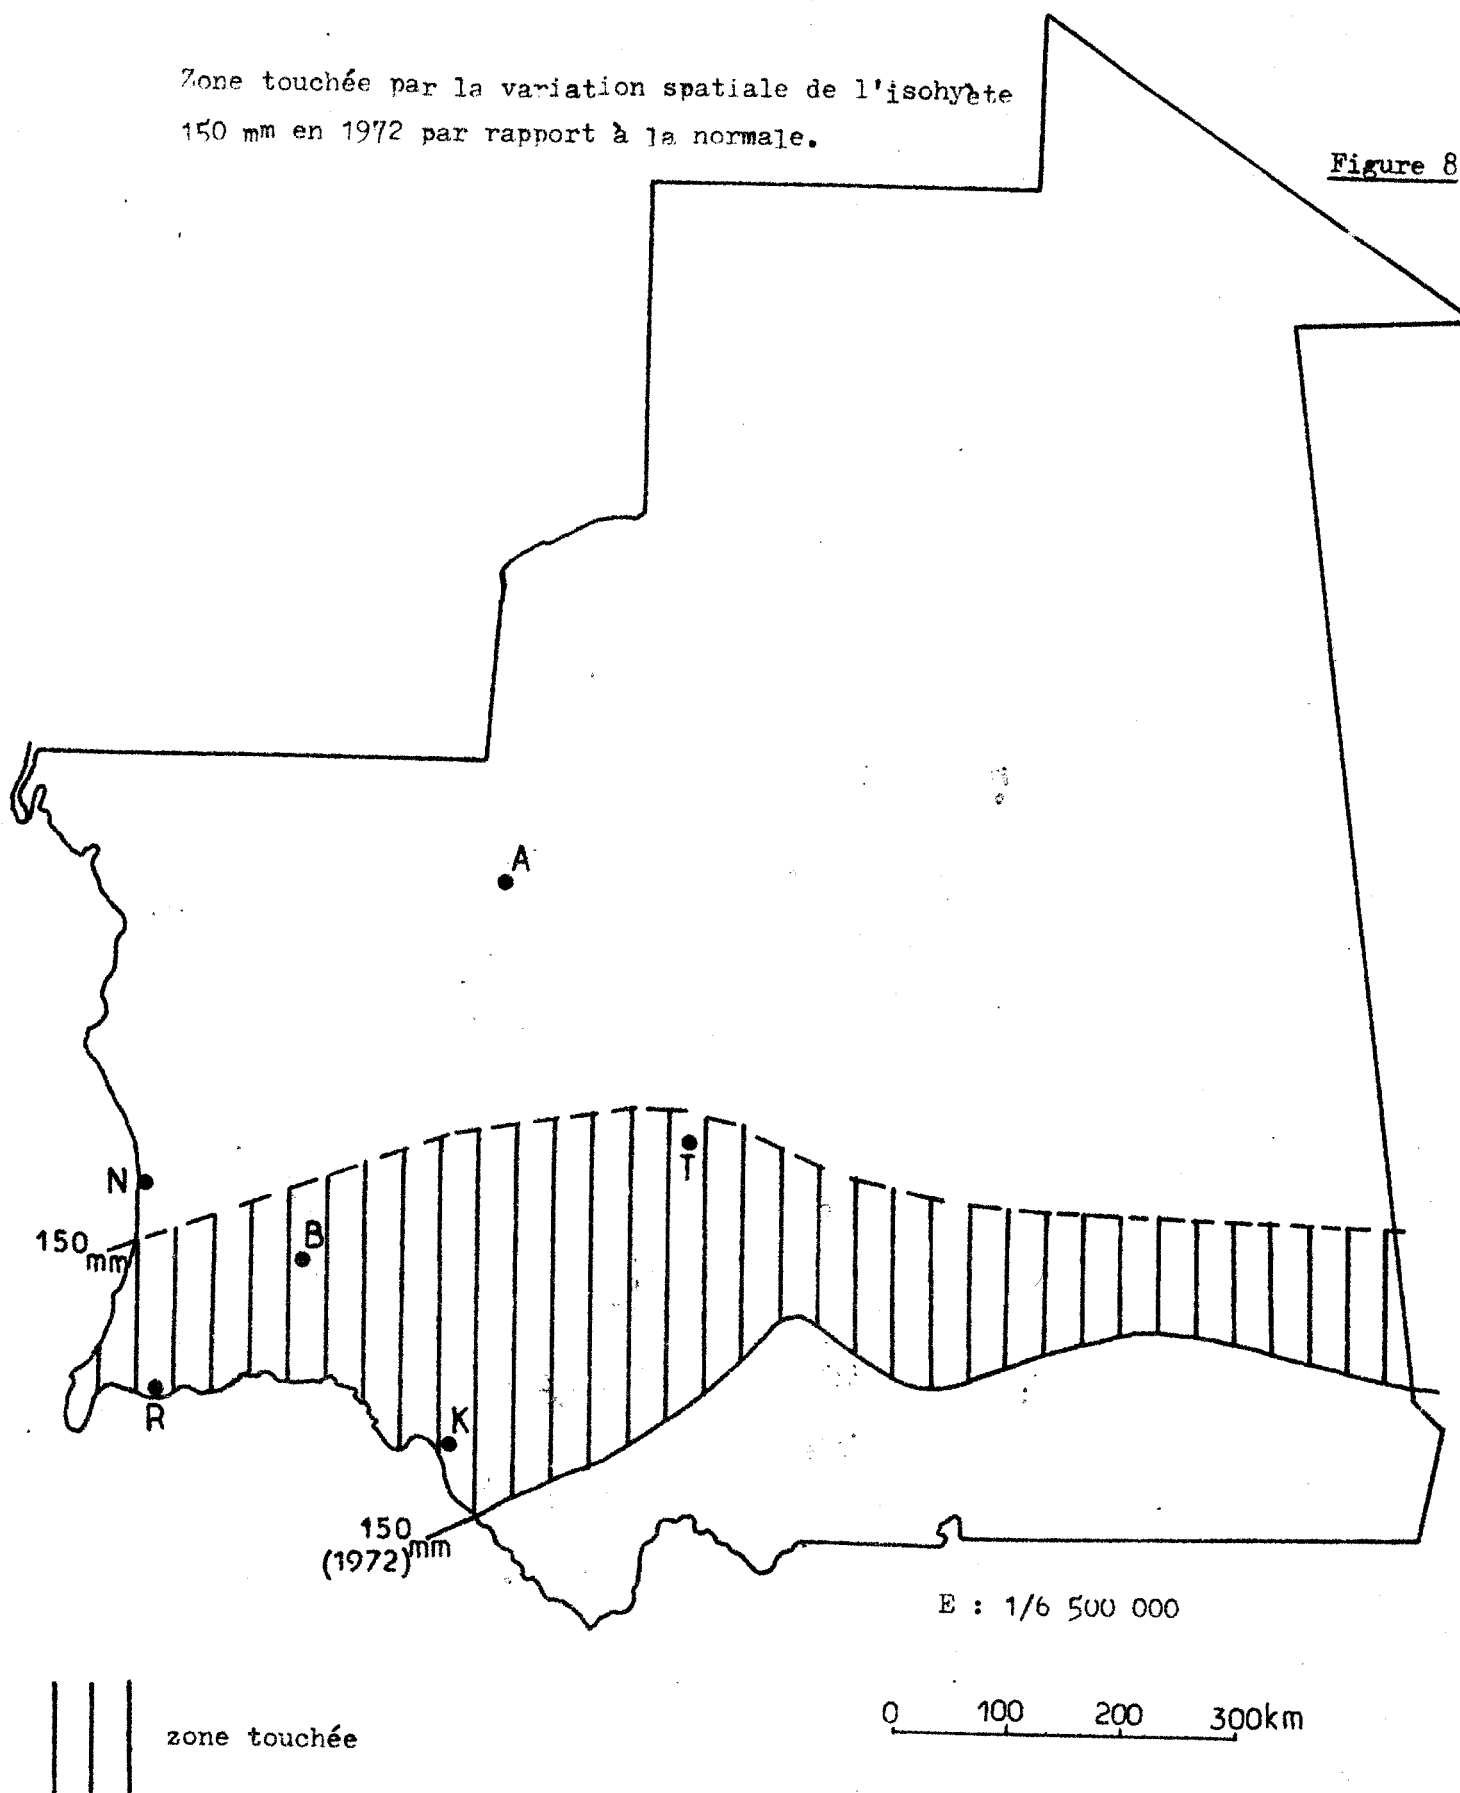 Zone touchée par la variation spatiale de l'isohyète
150 mm en 1972 par rapport à la normale.
Figure 8
A
N
T
B
150 mm
R
K
150 mm
(1972)
E : 1/6 500 000
0 100 200 300km
zone touchée